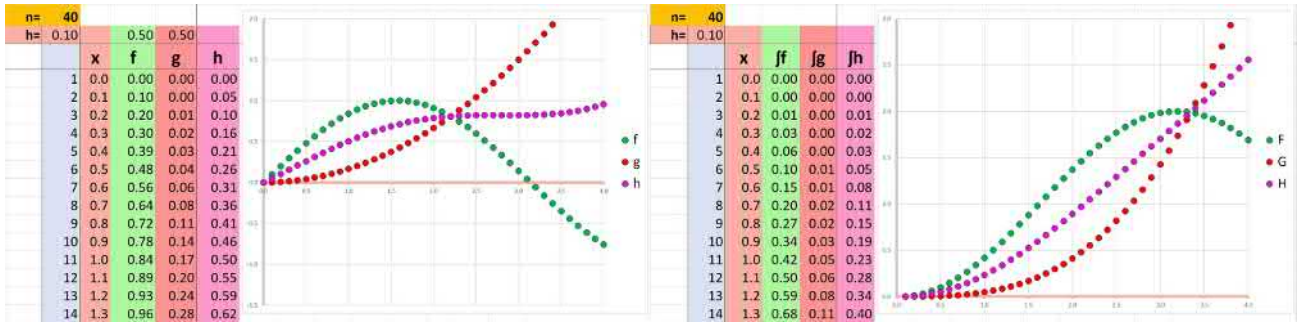 n= 40
h= 0.10 0.50 0.50
x f g h
1 0.0 0.00 0.00 0.00
2 0.1 0.10 0.00 0.05
3 0.2 0.20 0.01 0.10
4 0.3 0.30 0.02 0.16
5 0.4 0.39 0.03 0.21
6 0.5 0.48 0.04 0.26
7 0.6 0.56 0.06 0.31
8 0.7 0.64 0.08 0.36
9 0.8 0.72 0.11 0.41
10 0.9 0.78 0.14 0.46
11 1.0 0.84 0.17 0.50
12 1.1 0.89 0.20 0.55
13 1.2 0.93 0.24 0.59
14 1.3 0.96 0.28 0.62
f
g
h
n= 40
h= 0.10
x ∫f ∫g ∫h
1 0.0 0.00 0.00 0.00
2 0.1 0.00 0.00 0.00
3 0.2 0.01 0.00 0.01
4 0.3 0.03 0.00 0.02
5 0.4 0.06 0.00 0.03
6 0.5 0.10 0.01 0.05
7 0.6 0.15 0.01 0.08
8 0.7 0.20 0.02 0.11
9 0.8 0.27 0.02 0.15
10 0.9 0.34 0.03 0.19
11 1.0 0.42 0.05 0.23
12 1.1 0.50 0.06 0.28
13 1.2 0.59 0.08 0.34
14 1.3 0.68 0.11 0.40
F
G
H